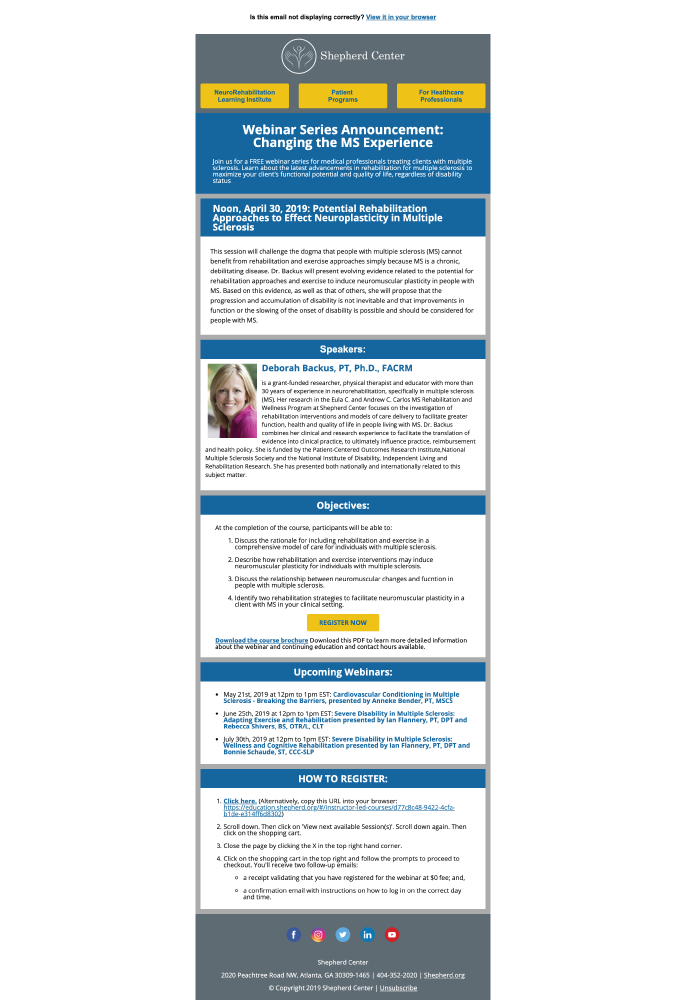 Is this email not displaying correctly? View it in your browser
Shepherd Center
NeuroRehabilitation
Learning Institute
Patient
Programs
For Healthcare
Professionals
Webinar Series Announcement:
Changing the MS Experience
Join us for a FREE webinar series for medical professionals treating clients with multiple
sclerosis. Learn about the latest advancements in rehabilitation for multiple sclerosis to
maximize your client's functional potential and quality of life, regardless of disability
status
Noon, April 30, 2019: Potential Rehabilitation
Approaches to Effect Neuroplasticity in Multiple
Sclerosis
This session will challenge the dogma that people with multiple sclerosis (MS) cannot
benefit from rehabilitation and exercise approaches simply because MS is a chronic,
debilitating disease. Dr. Backus will present evolving evidence related to the potential for
rehabilitation approaches and exercise to induce neuromuscular plasticity in people with
MS. Based on this evidence, as well as that of others, she will propose that the
progression and accumulation of disability is not inevitable and that improvements in
function or the slowing of the onset of disability is possible and should be considered for
people with MS.
Speakers:
Deborah Backus, PT, Ph.D., FACRM
is a grant-funded researcher, physical therapist and educator with more than
30 years of experience in neurorehabilitation, specifically in multiple sclerosis
(MS). Her research in the Eula C. and Andrew C. Carlos MS Rehabilitation and
Wellness Program at Shepherd Center focuses on the investigation of
rehabilitation interventions and models of care delivery to facilitate greater
function, health and quality of life in people living with MS. Dr. Backus
combines her clinical and research experience to facilitate the translation of
evidence into clinical practice, to ultimately influence practice, reimbursement
and health policy. She is funded by the Patient-Centered Outcomes Research Institute,National
Multiple Sclerosis Society and the National Institute of Disability, Independent Living and
Rehabilitation Research. She has presented both nationally and internationally related to this
subject matter.
Objectives:
At the completion of the course, participants will be able to:
1. Discuss the rationale for including rehabilitation and exercise in a
comprehensive model of care for individuals with multiple sclerosis.
2. Describe how rehabilitation and exercise interventions may induce
neuromuscular plasticity for individuals with multiple sclerosis.
3. Discuss the relationship between neuromuscular changes and fucntion in
people with multiple sclerosis.
4. Identify two rehabilitation strategies to facilitate neuromuscular plasticity in a
client with MS in your clinical setting.
REGISTER NOW
Download the course brochure Download this PDF to learn more detailed information
about the webinar and continuing education and contact hours available.
Upcoming Webinars:
• May 21st, 2019 at 12pm to 1pm EST: Cardiovascular Conditioning in Multiple
Sclerosis - Breaking the Barriers, presented by Anneke Bender, PT, MSCS
• June 25th, 2019 at 12pm to 1pm EST: Severe Disability in Multiple Sclerosis:
Adapting Exercise and Rehabilitation presented by Ian Flannery, PT, DPT and
Rebecca Shivers, BS, OTR/L, CLT
• July 30th, 2019 at 12pm to 1pm EST: Severe Disability in Multiple Sclerosis:
Wellness and Cognitive Rehabilitation presented by Ian Flannery, PT, DPT and
Bonnie Schaude, ST, CCC-SLP
HOW TO REGISTER:
1. Click here. (Alternatively, copy this URL into your browser:
https://education.shepherd.org/#/instructor-led-courses/d77c8c48-9422-4cfa-
b1de-e314ff6d8302)
2. Scroll down. Then click on 'View next available Session(s)'. Scroll down again. Then
click on the shopping cart.
3. Close the page by clicking the X in the top right hand corner.
4. Click on the shopping cart in the top right and follow the prompts to proceed to
checkout. You'll receive two follow-up emails:
a receipt validating that you have registered for the webinar at $0 fee; and,
a confirmation email with instructions on how to log in on the correct day
and time.
Shepherd Center
2020 Peachtree Road NW, Atlanta, GA 30309-1465 | 404-352-2020 | Shepherd.org
© Copyright 2019 Shepherd Center | Unsubscribe